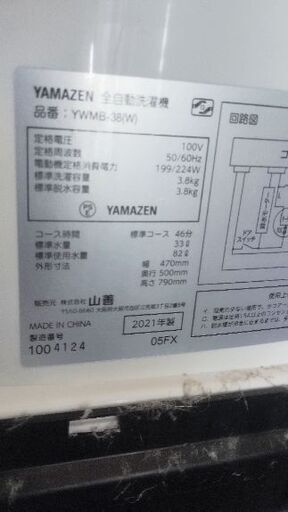 YAMAZEN 全自動洗濯機
品番：YWMB-38(W)
回路図
定格電圧 100V
定格周波数 50/60Hz
電動機定格消費電力 199/224W
標準洗濯容量 3.8kg
標準脱水容量 3.8kg
PSE YAMAZEN
コース時間 標準コース 46分
標準水量 33ℓ
標準使用水量 82ℓ
外形寸法 幅 470mm
奥行 500mm
高さ 790mm
ドア
スイッチ
販売元 株式会社 山善
MADE IN CHINA
2021年製
製造番号
05FX
1004124